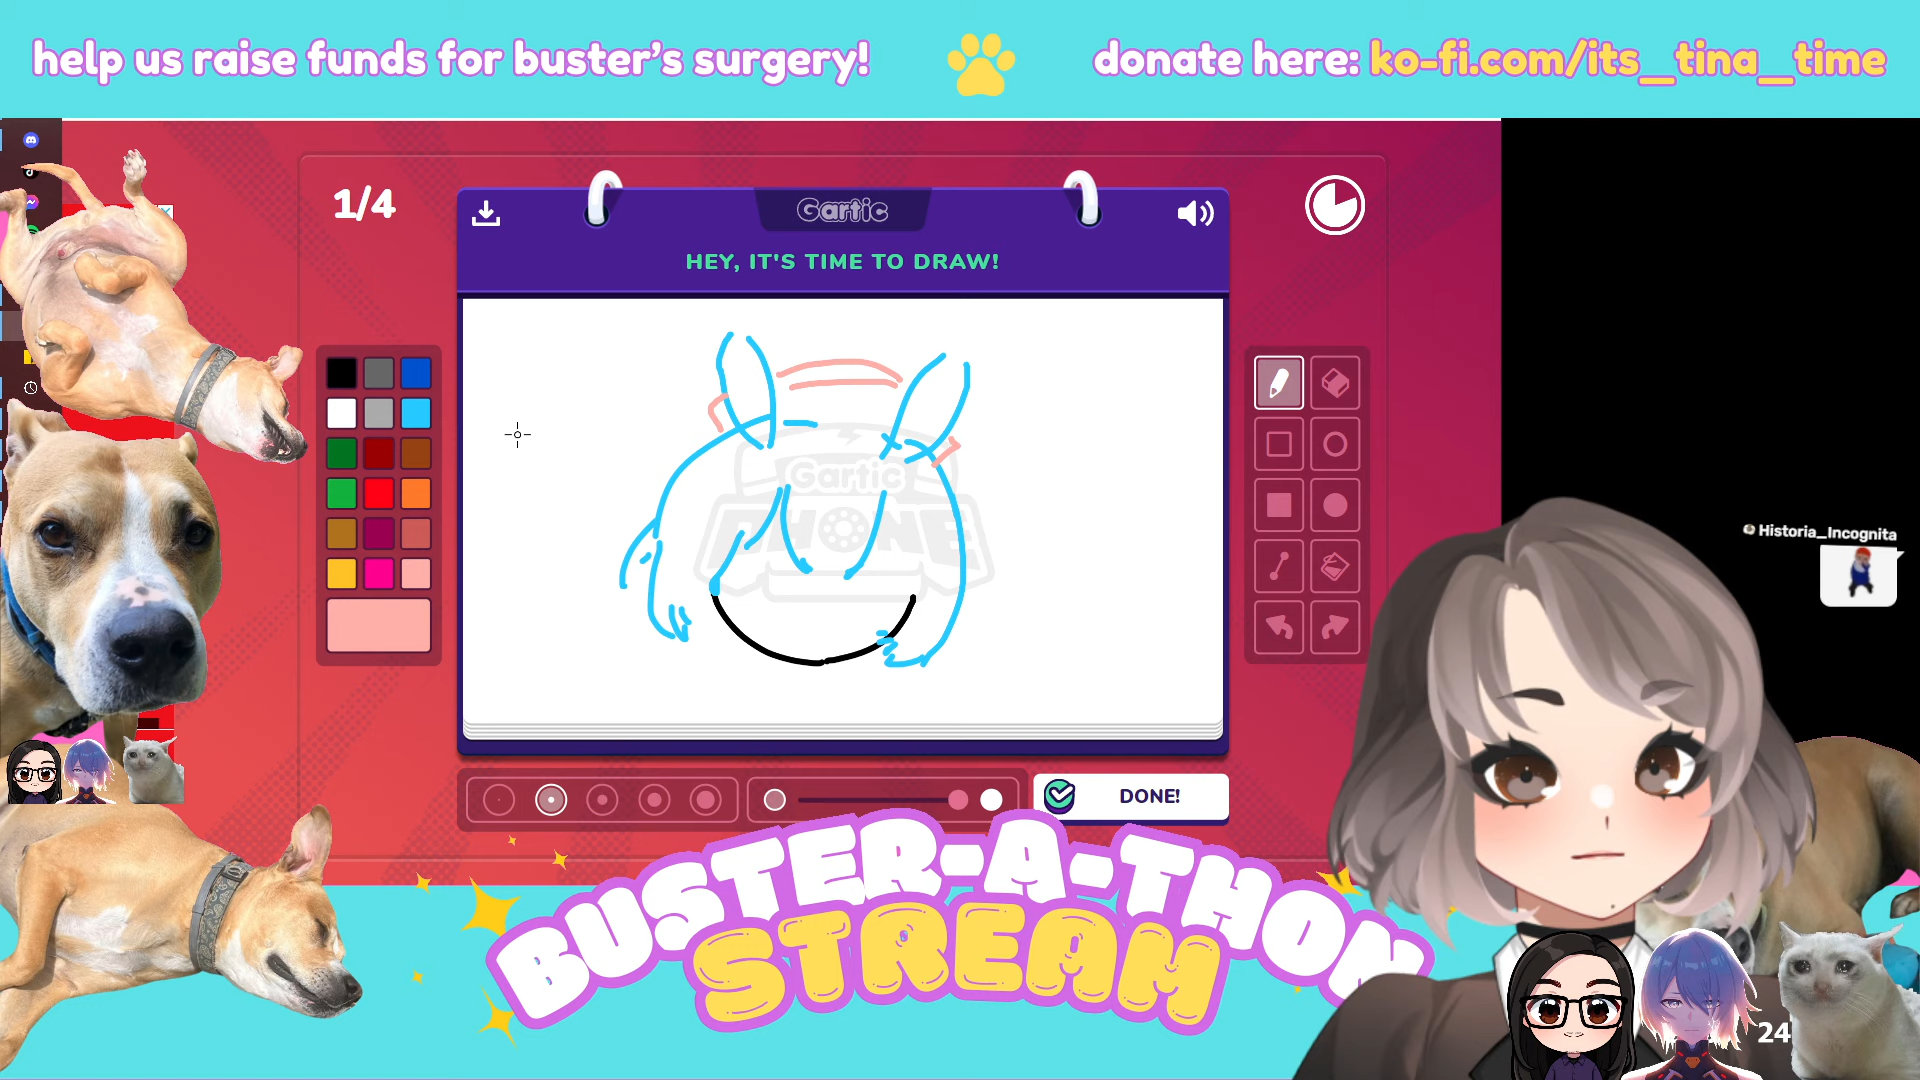 help us raise funds for buster's surgery!
donate here: ko-fi.com/its_tina_time
1/4
Gartic
HEY, IT'S TIME TO DRAW!
Gartic
PHONE
Historia_Incognita
DONE!
BUSTER-A-THON
STREAM
24